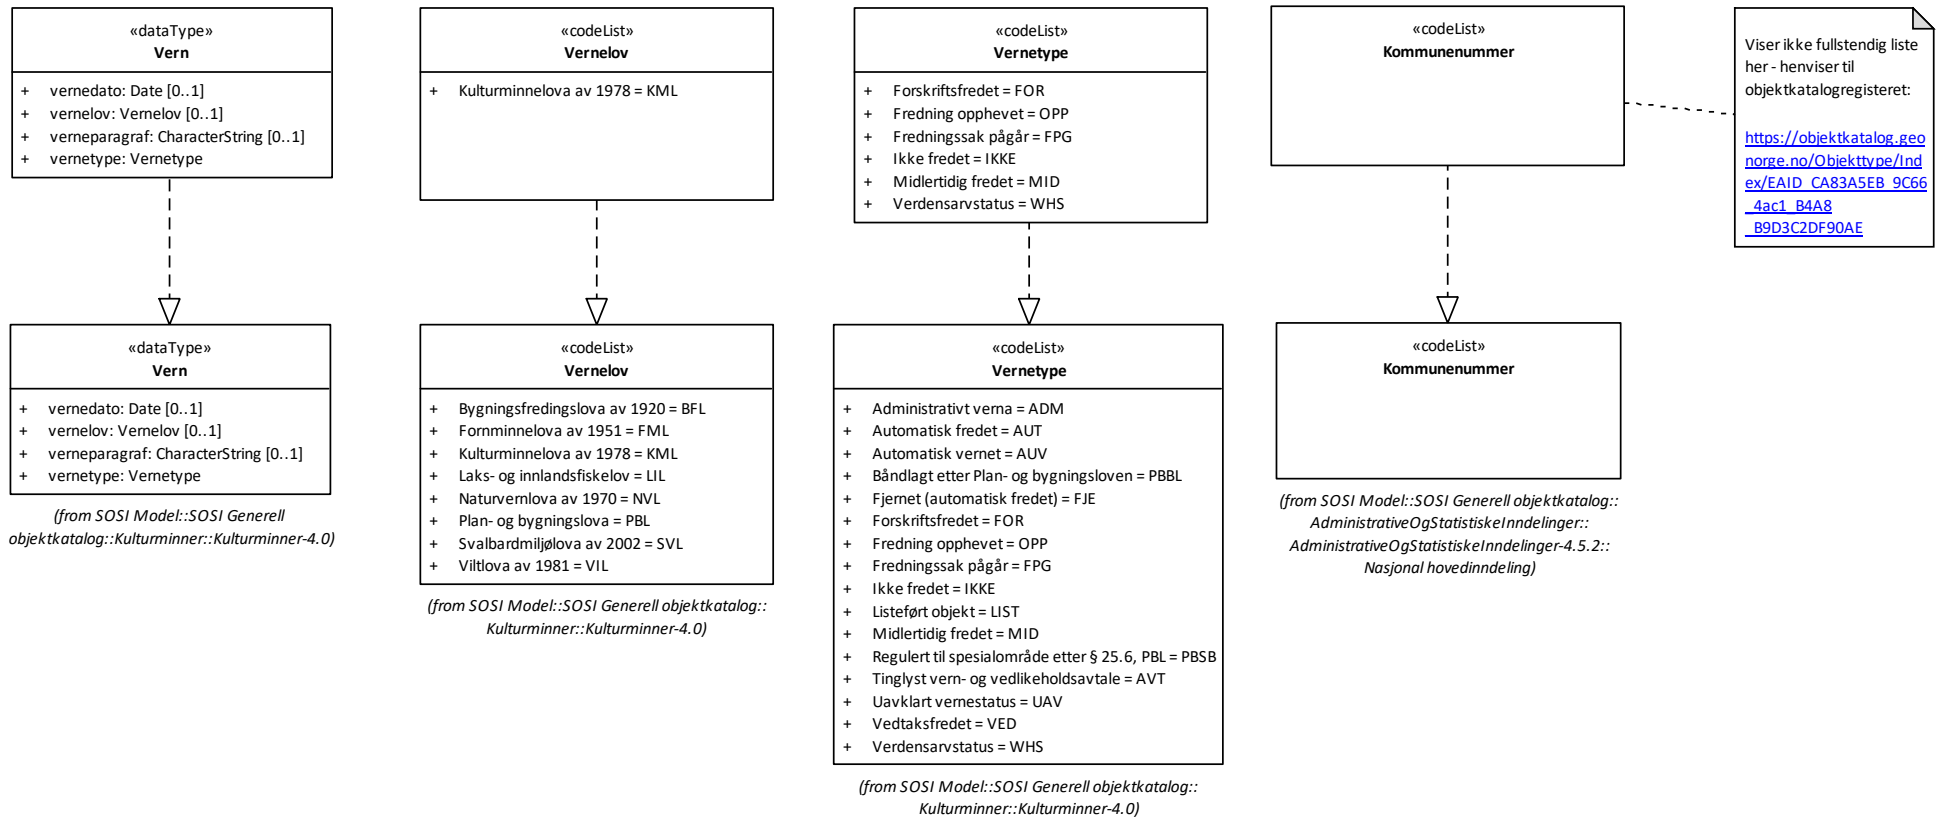 «dataType»
Vern
+ vernedato: Date [0..1]
+ vernelov: Vernelov [0..1]
+ verneparagraf: CharacterString [0..1]
+ vernetype: Vernetype
«codeList»
Vernelov
+ Kulturminnelova av 1978 = KML
«codeList»
Vernetype
+ Forskriftsfredet = FOR
+ Fredning opphevet = OPP
+ Fredningssak pågår = FPG
+ Ikke fredet = IKKE
+ Midlertidig fredet = MID
+ Verdensarvstatus = WHS
«codeList»
Kommunenummer
Viser ikke fullstendig liste
her - henviser til
objektkatalogregisteret:
https://objektkatalog.geo
norge.no/Objekttype/Ind
ex/EAID_CA83A5EB_9C66
_4ac1_B4A8
_B9D3C2DF90AE
«dataType»
Vern
+ vernedato: Date [0..1]
+ vernelov: Vernelov [0..1]
+ verneparagraf: CharacterString [0..1]
+ vernetype: Vernetype
(from SOSI Model::SOSI Generell
objektkatalog::Kulturminner::Kulturminner-4.0)
«codeList»
Vernelov
+ Bygningsfredingslova av 1920 = BFL
+ Fornminnelova av 1951 = FML
+ Kulturminnelova av 1978 = KML
+ Laks- og innlandsfiskelov = LIL
+ Naturvernlova av 1970 = NVL
+ Plan- og bygningslova = PBL
+ Svalbardmiljølova av 2002 = SVL
+ Viltlova av 1981 = VIL
(from SOSI Model::SOSI Generell objektkatalog::
Kulturminner::Kulturminner-4.0)
«codeList»
Vernetype
+ Administrativt verna = ADM
+ Automatisk fredet = AUT
+ Automatisk vernet = AUV
+ Båndlagt etter Plan- og bygningsloven = PBBL
+ Fjernet (automatisk fredet) = FJE
+ Forskriftsfredet = FOR
+ Fredning opphevet = OPP
+ Fredningssak pågår = FPG
+ Ikke fredet = IKKE
+ Listeført objekt = LIST
+ Midlertidig fredet = MID
+ Regulert til spesialområde etter § 25.6, PBL = PBSB
+ Tinglyst vern- og vedlikeholdsavtale = AVT
+ Uavklart vernestatus = UAV
+ Vedtaksfredet = VED
+ Verdensarvstatus = WHS
(from SOSI Model::SOSI Generell objektkatalog::
Kulturminner::Kulturminner-4.0)
«codeList»
Kommunenummer
(from SOSI Model::SOSI Generell objektkatalog::
AdministrativeOgStatistiskeInndelinger::
AdministrativeOgStatistiskeInndelinger-4.5.2::
Nasjonal hovedinndeling)